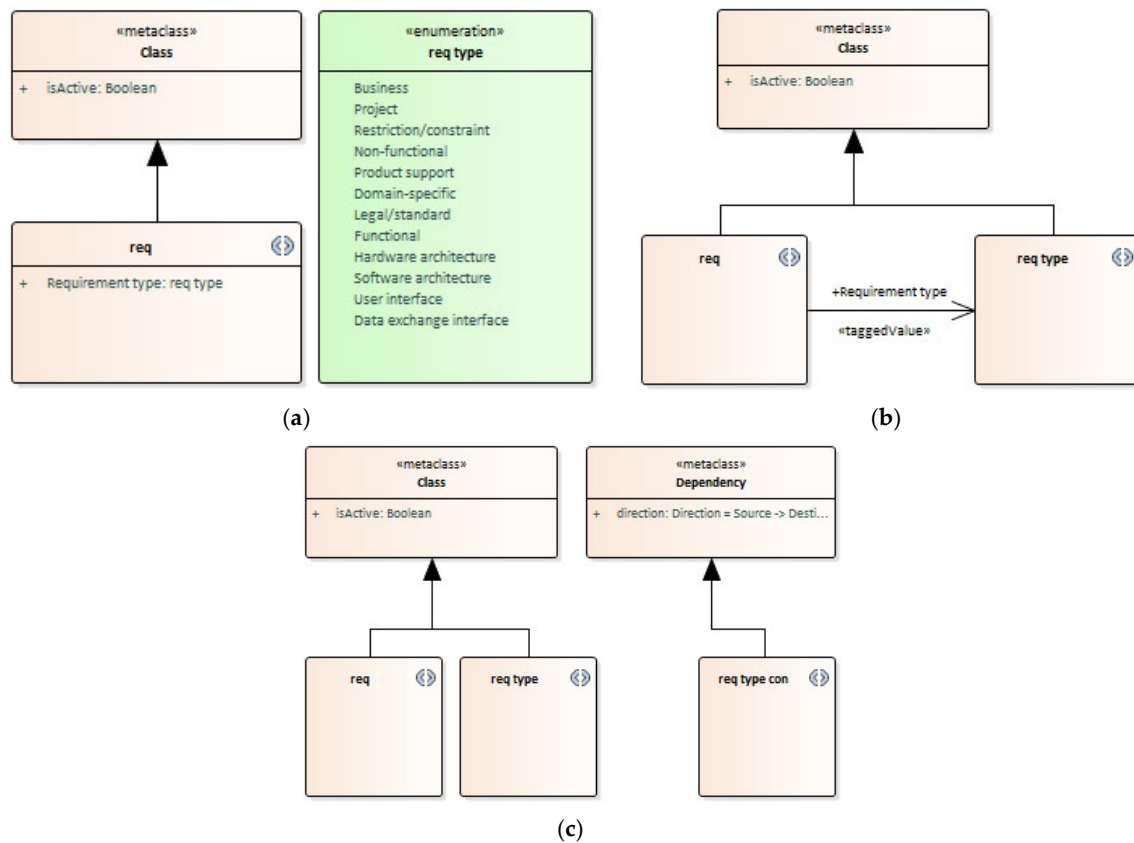 «metaclass»
Class
+ isActive: Boolean
req
+ Requirement type: req type
«enumeration»
req type
Business
Project
Restriction/constraint
Non-functional
Product support
Domain-specific
Legal/standard
Functional
Hardware architecture
Software architecture
User interface
Data exchange interface
(a)
«metaclass»
Class
+ isActive: Boolean
req
req type
+Requirement type
«taggedValue»
(b)
«metaclass»
Class
+ isActive: Boolean
req
req type
«metaclass»
Dependency
+ direction: Direction = Source -> Desti...
req type con
(c)